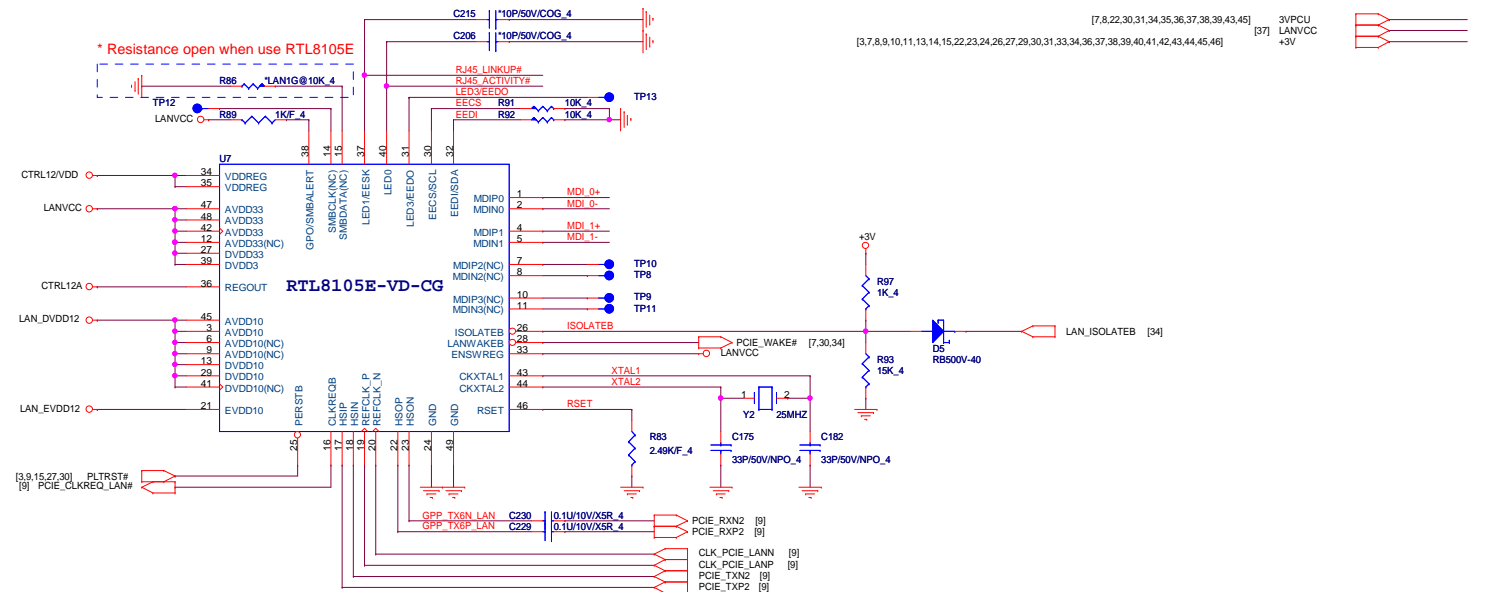 C215 *10P/50V/COG_4
C206 *10P/50V/COG_4
[7,8,22,30,31,34,35,36,37,38,39,43,45] 3VPCU
[37] LANVCC
[3,7,8,9,10,11,13,14,15,22,23,24,26,27,29,30,31,33,34,36,37,38,39,40,41,42,43,44,45,46] +3V
* Resistance open when use RTL8105E
R86 *LAN1G@10K_4
RJ45_LINKUP#
RJ45_ACTIVITY#
LED3/EEDO
TP13
TP12
EECS R91 10K_4
LANVCC R89 1K/F_4
EEDI R92 10K_4
U7
38 14 15 37 40 31 30 32
GPO/SMBALERT
SMBCLK(NC)
SMBDATA(NC)
LED1/EESK
LED0
LED3/EEDO
EECS/SCL
EEDI/SDA
CTRL12/VDD
34 VDDREG
35 VDDREG
LANVCC
47 AVDD33
48 AVDD33
42 AVDD33
12 AVDD33(NC)
27 DVDD33
39 DVDD3
CTRL12A
36 REGOUT
RTL8105E-VD-CG
LAN_DVDD12
45 AVDD10
3 AVDD10
6 AVDD10(NC)
9 AVDD10(NC)
13 DVDD10
29 DVDD10
41 DVDD10(NC)
LAN_EVDD12
21 EVDD10
MDIP0 1 MDI_0+
MDIN0 2 MDI_0-
MDIP1 4 MDI_1+
MDIN1 5 MDI_1-
MDIP2(NC) 7 TP10
MDIN2(NC) 8 TP8
MDIP3(NC) 10 TP9
MDIN3(NC) 11 TP11
ISOLATEB 26 ISOLATEB
LANWAKEB 28 PCIE_WAKE# [7,30,34]
ENSWREG 33 LANVCC
CKXTAL1 43 XTAL1
CKXTAL2 44 XTAL2
RSET 46 RSET
+3V
R97
1K_4
D5
RB500V-40
LAN_ISOLATEB [34]
R93
15K_4
1 2
Y2 25MHZ
R83
2.49K/F_4
C175
33P/50V/NPO_4
C182
33P/50V/NPO_4
PERSTB
CLKREQB
HSIP
HSIN
REFCLK_P
REFCLK_N
HSOP
HSON
GND
GND
25 16 17 18 19 20 22 23 24 49
[3,9,15,27,30] PLTRST#
[9] PCIE_CLKREQ_LAN#
GPP_TX6N_LAN C230 0.1U/10V/X5R_4 PCIE_RXN2 [9]
GPP_TX6P_LAN C229 0.1U/10V/X5R_4 PCIE_RXP2 [9]
CLK_PCIE_LANN [9]
CLK_PCIE_LANP [9]
PCIE_TXN2 [9]
PCIE_TXP2 [9]